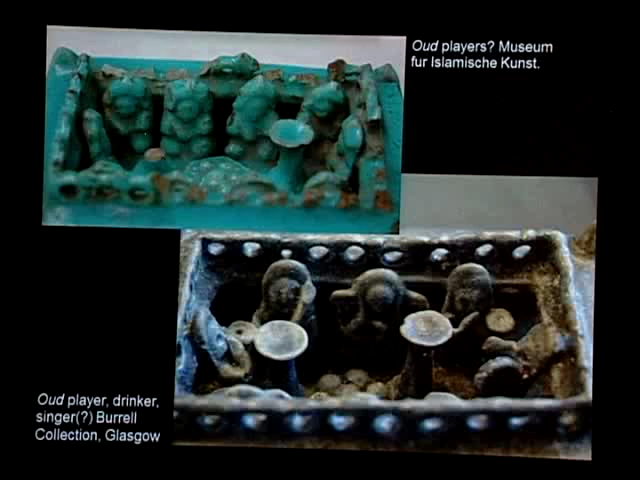 Oud players? Museum
fur Islamische Kunst.
Oud player, drinker,
singer(?) Burrell
Collection, Glasgow